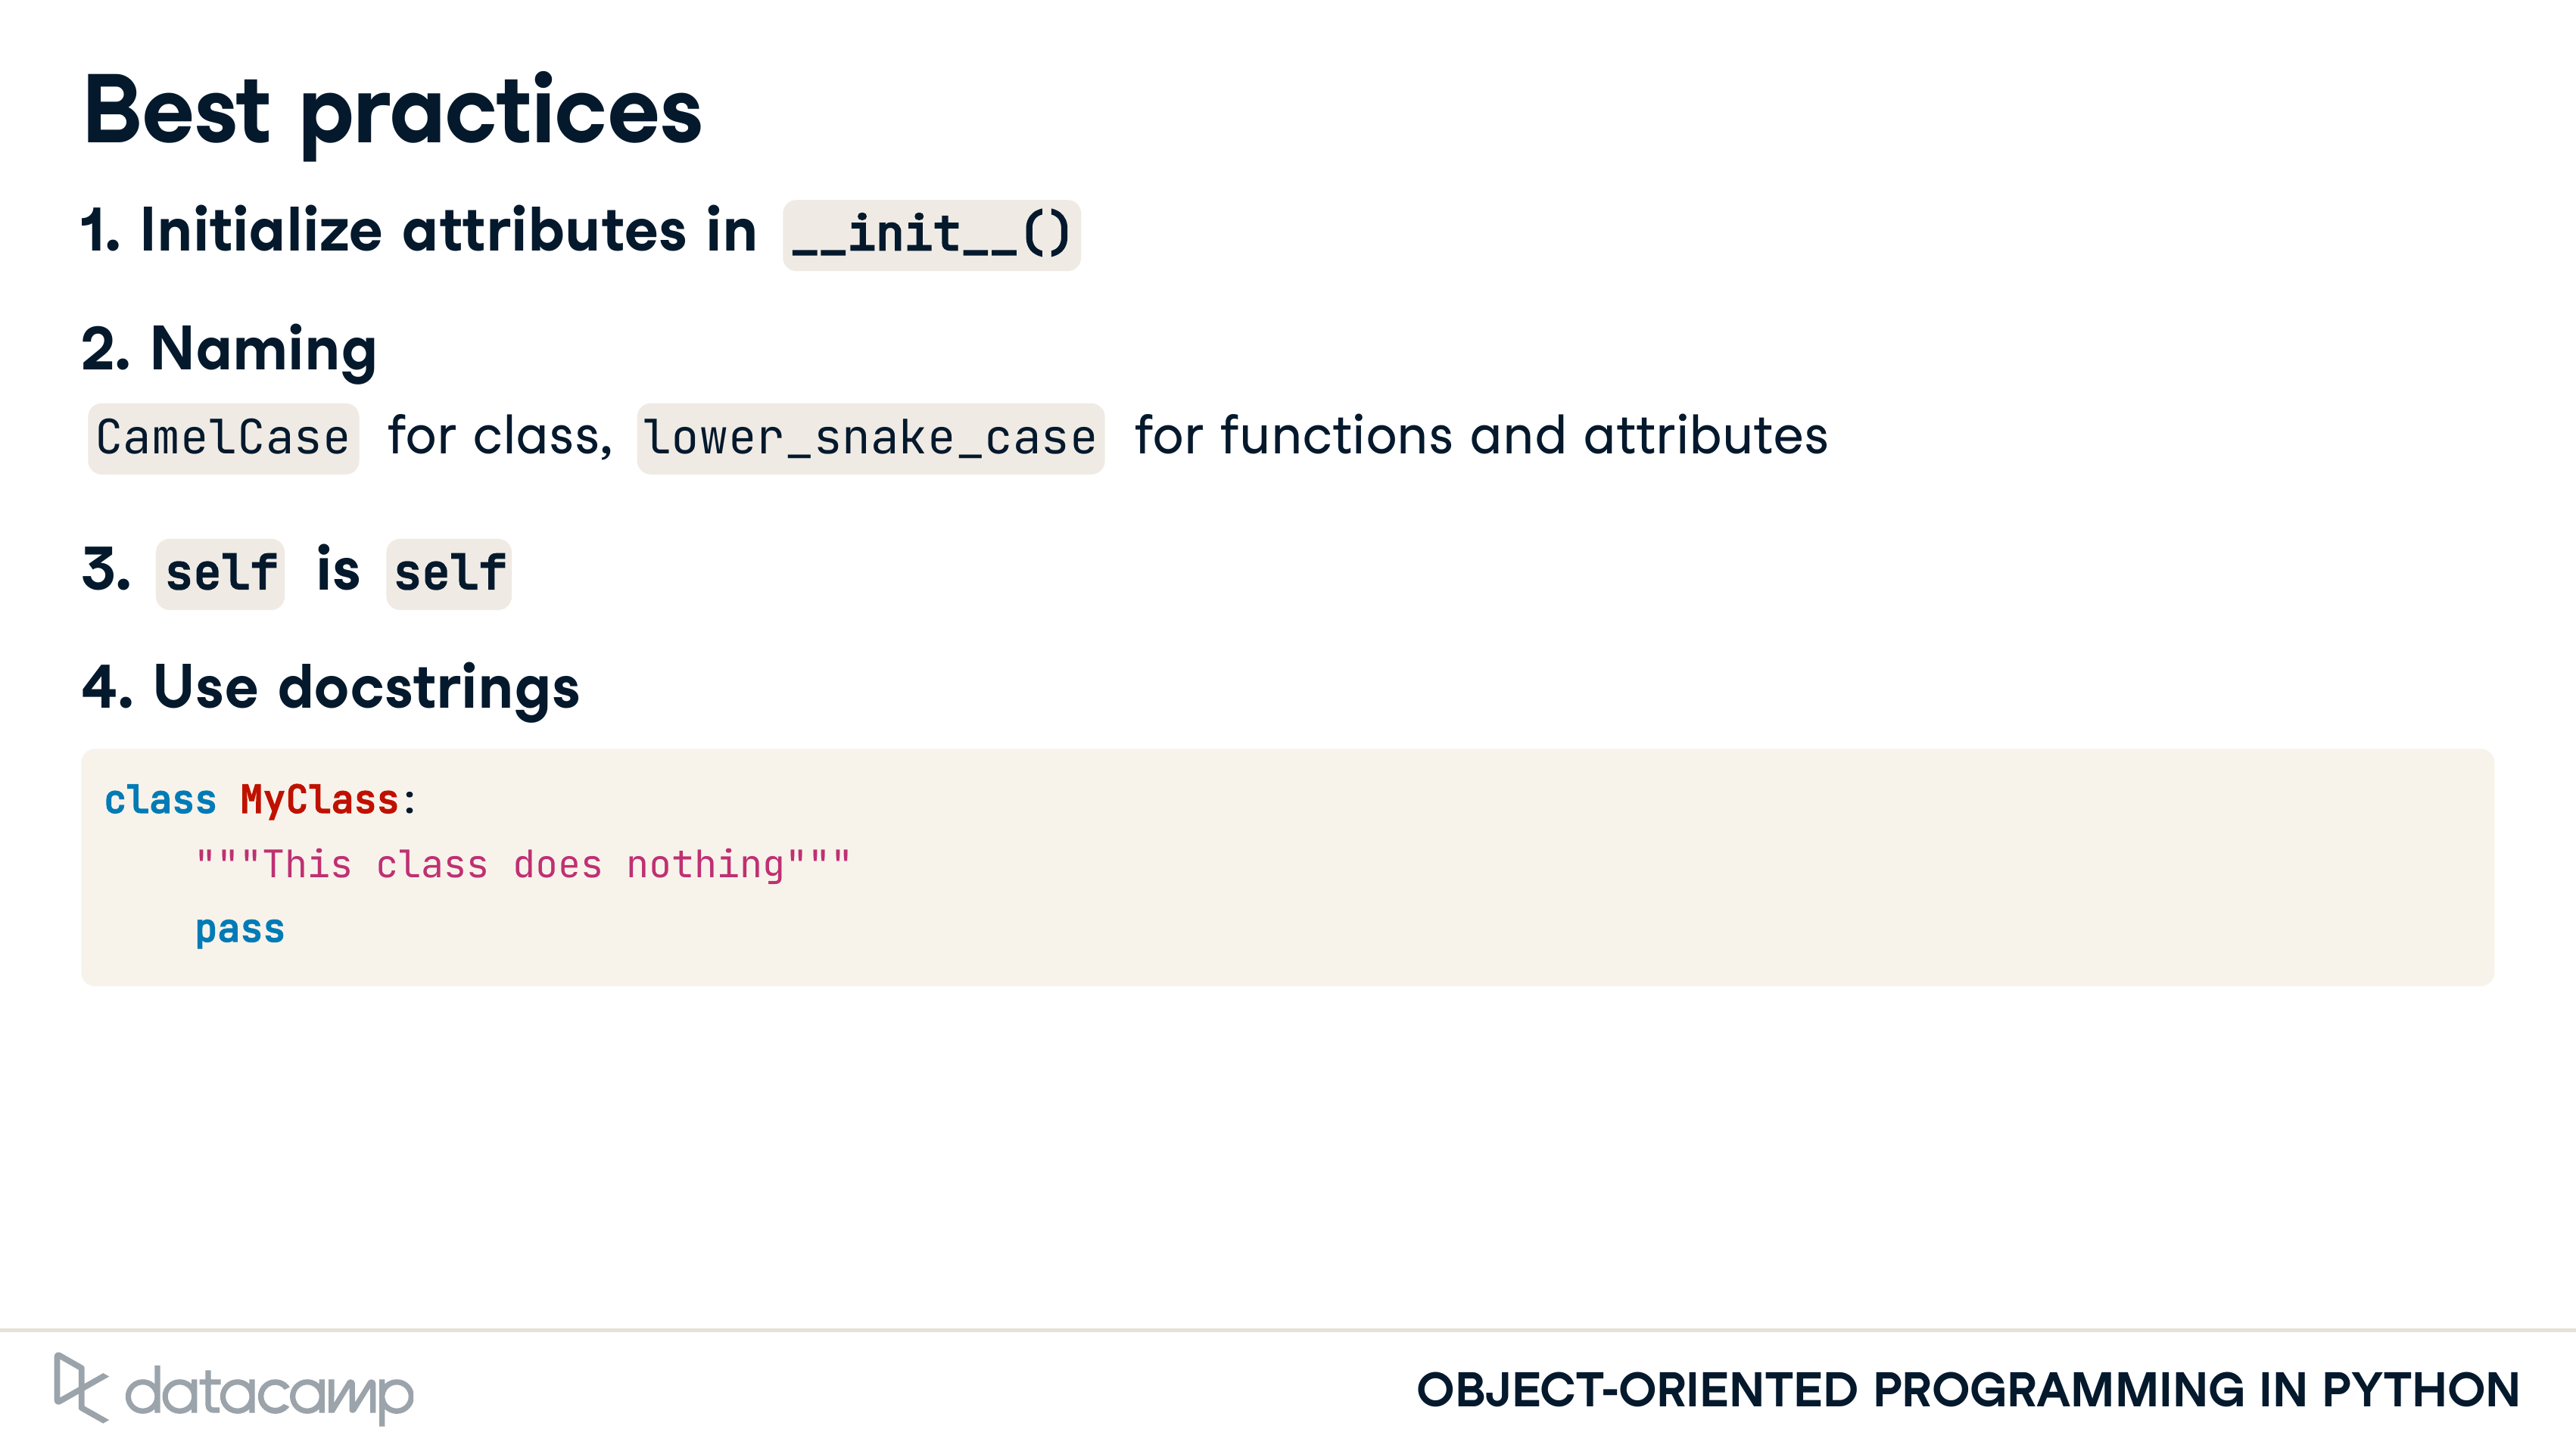 Best practices
1. Initialize attributes in __init__()
2. Naming
CamelCase for class, lower_snake_case for functions and attributes
3. self is self
4. Use docstrings
class MyClass:
    """This class does nothing"""
    pass
datacamp
OBJECT-ORIENTED PROGRAMMING IN PYTHON